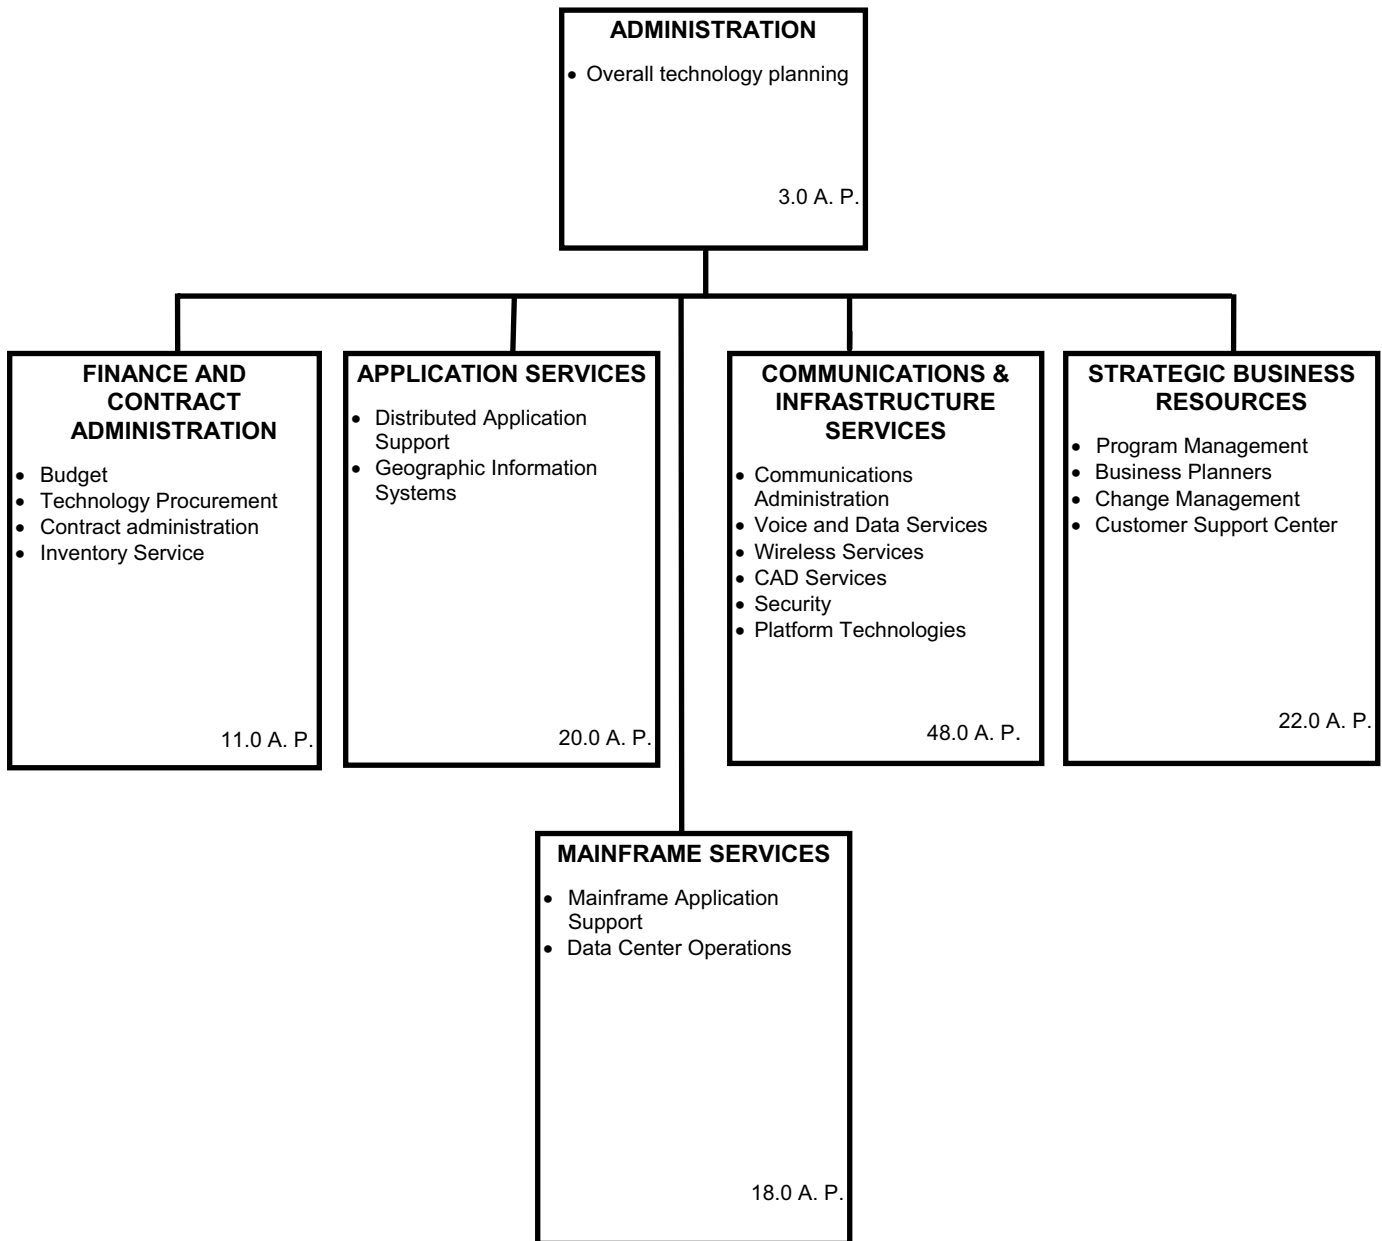 ADMINISTRATION
• Overall technology planning
3.0 A. P.
FINANCE AND
CONTRACT
ADMINISTRATION
• Budget
• Technology Procurement
• Contract administration
• Inventory Service
11.0 A. P.
APPLICATION SERVICES
• Distributed Application
Support
• Geographic Information
Systems
20.0 A. P.
COMMUNICATIONS &
INFRASTRUCTURE
SERVICES
• Communications
Administration
• Voice and Data Services
• Wireless Services
• CAD Services
• Security
• Platform Technologies
48.0 A. P.
STRATEGIC BUSINESS
RESOURCES
• Program Management
• Business Planners
• Change Management
• Customer Support Center
22.0 A. P.
MAINFRAME SERVICES
• Mainframe Application
Support
• Data Center Operations
18.0 A. P.